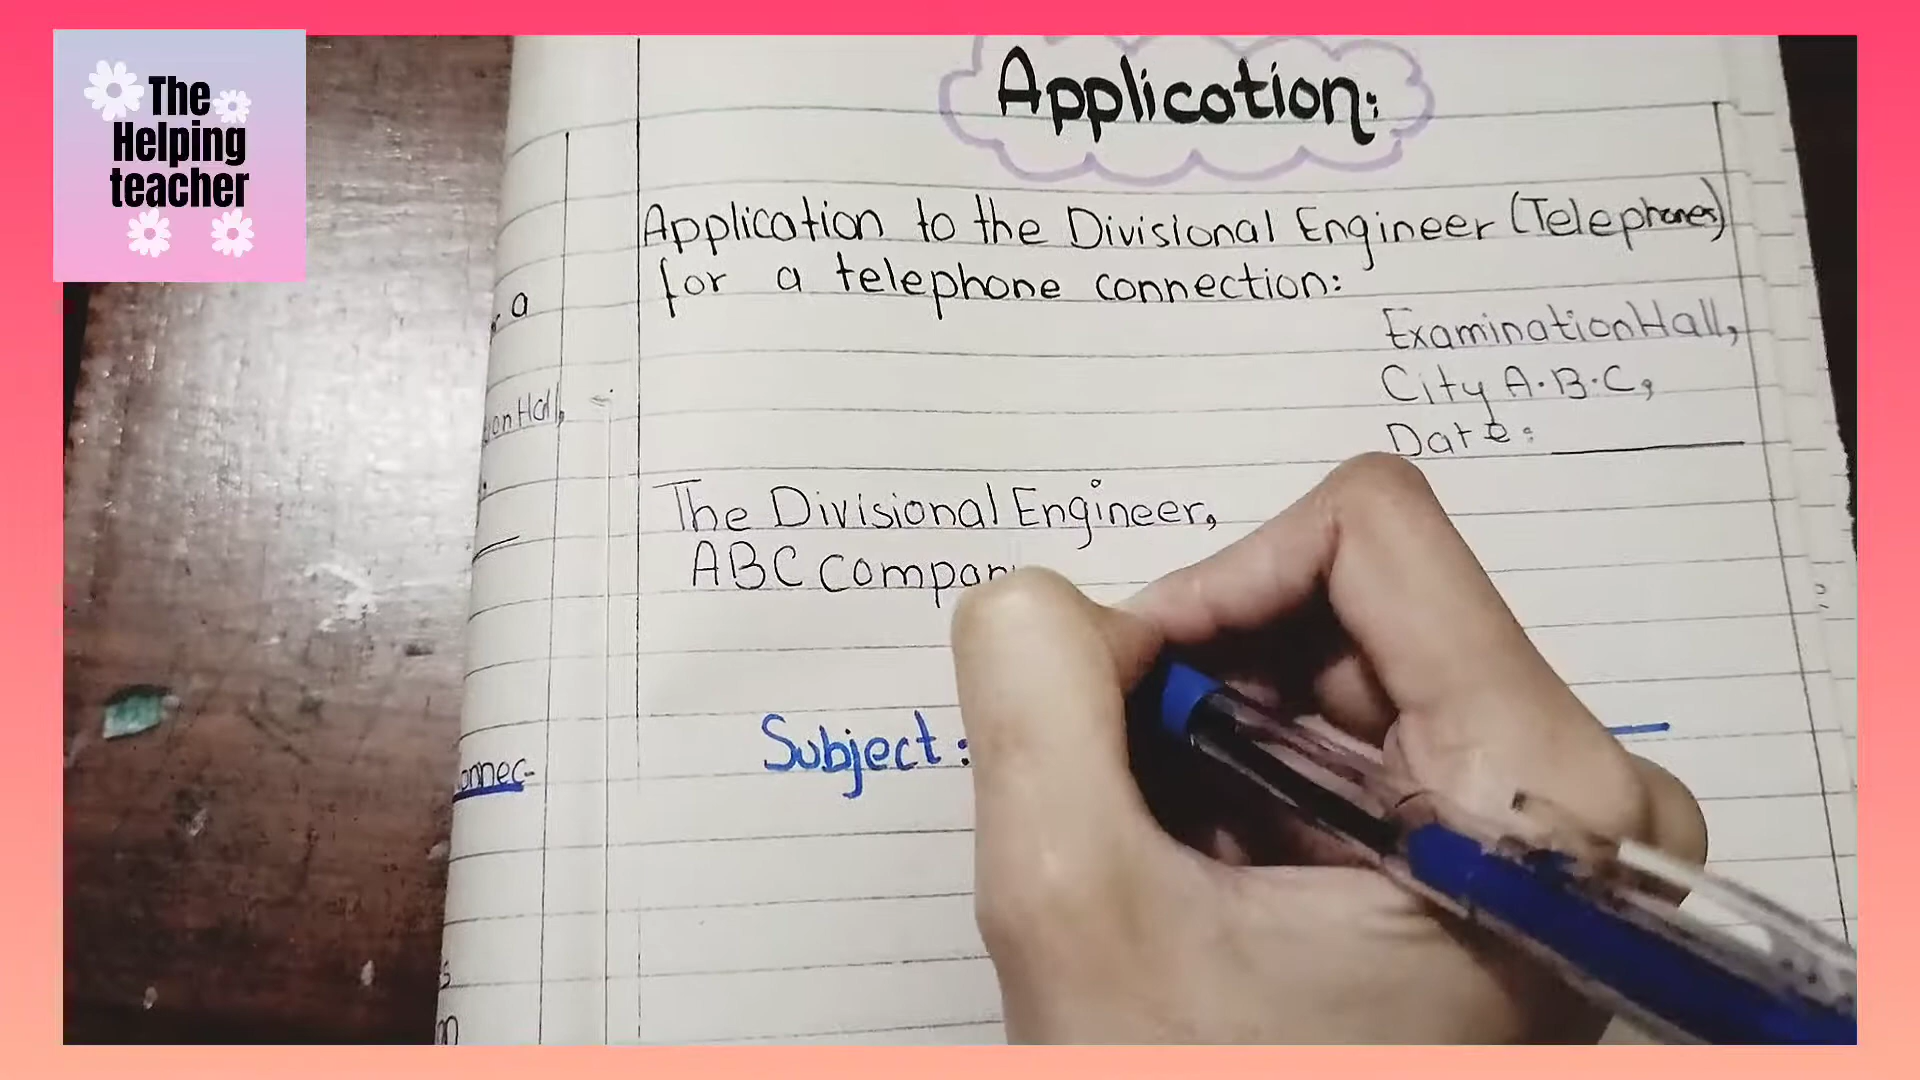 The
Helping
teacher
Application:
Application to the Divisional Engineer (Telephones)
for a telephone connection:
Examination Hall,
City A.B.C,
Date:
The Divisional Engineer,
ABC
Subject:
a